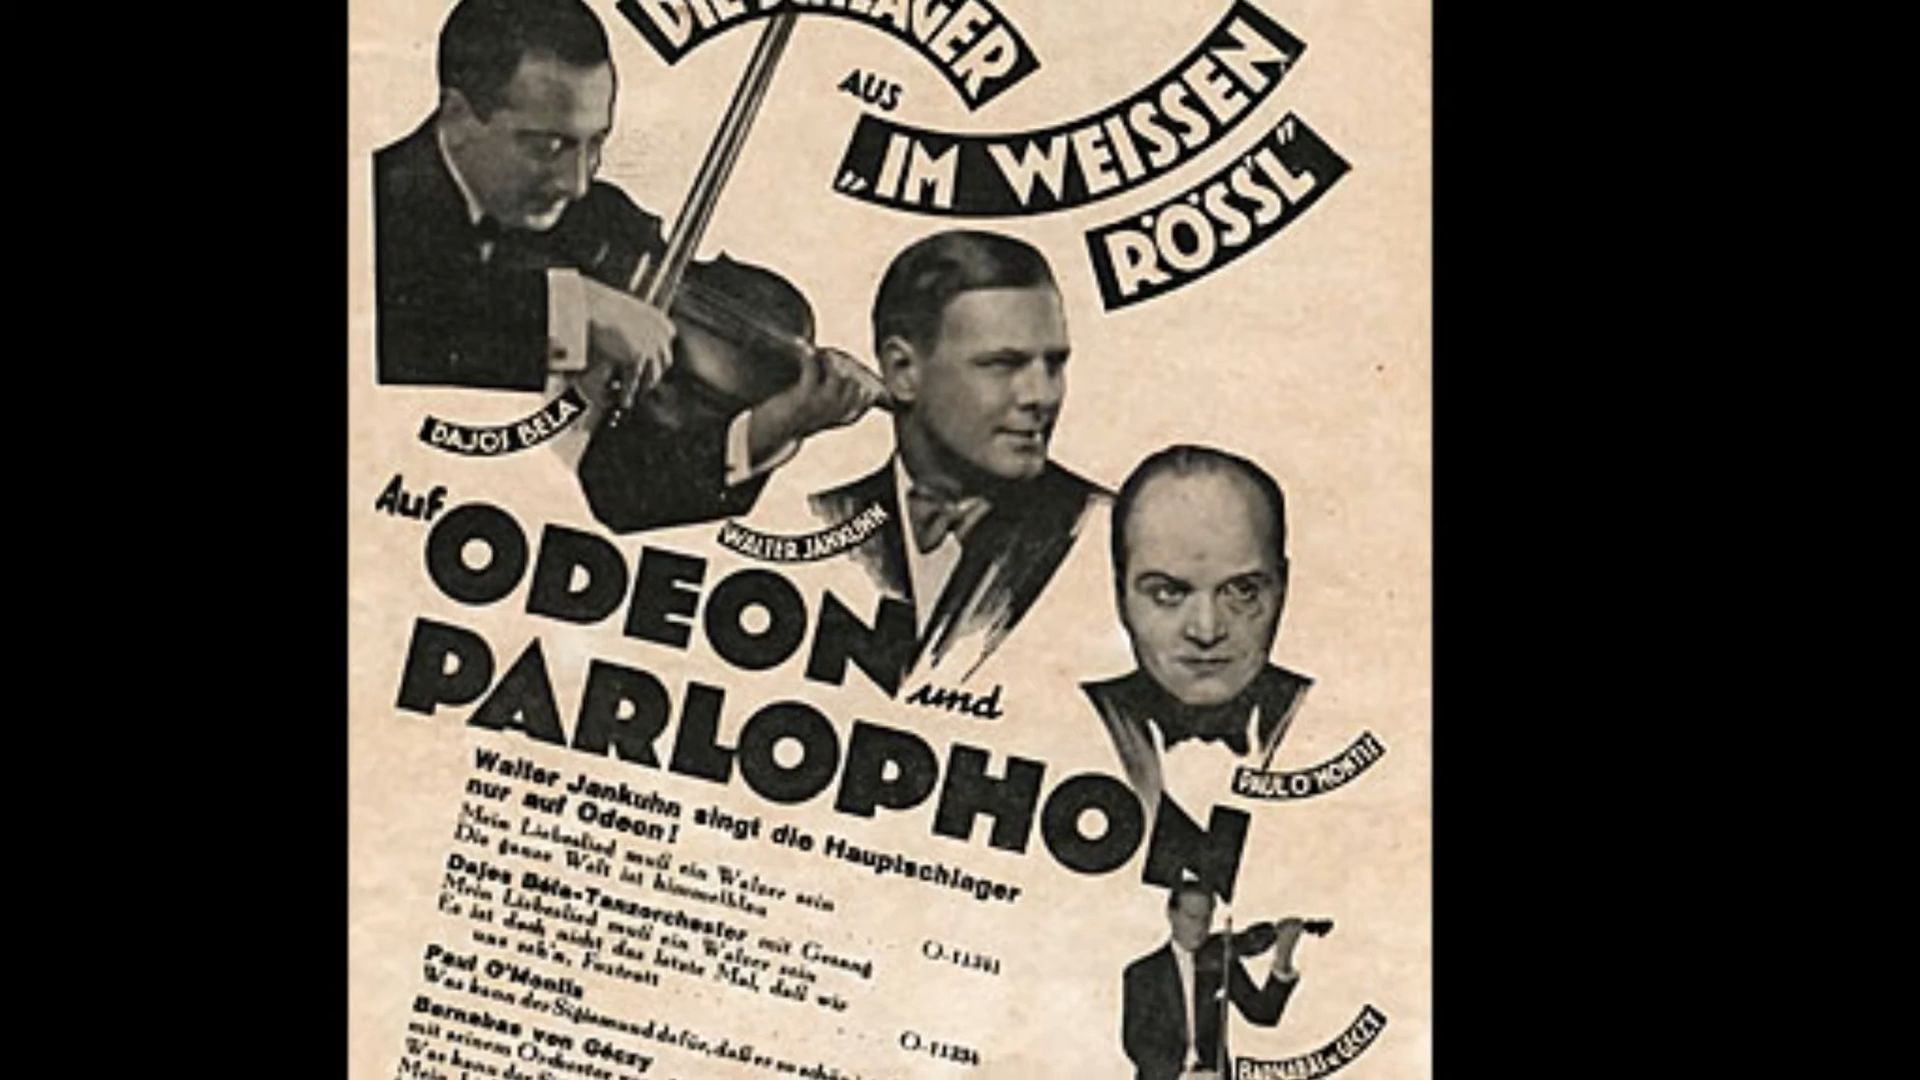 DIE SCHLAGER
AUS
„IM WEISSEN
RÖSSL"
DAJOS BELA
WALTER JANKUHN
Auf ODEON
und
PARLOPHON
PAUL O'MONTIS
Walter Jankuhn singt die Hauptschlager
nur auf Odeon!
Mein Liebeslied muß ein Walzer sein
Die ganze Welt ist himmelblau
O-11361
Dajos Béla-Tanzorchester mit Gesang
Mein Liebeslied muß ein Walzer sein
Es ist doch nicht das letzte Mal, daß wir
uns seh'n, Foxtrott
Paul O'Montis
Was kann der Sigismund dafür, daß er so schön
Barnabas von Géczy
mit seinem Orchester
Was kann der
Mein
BARNABAS v. GÉCZY